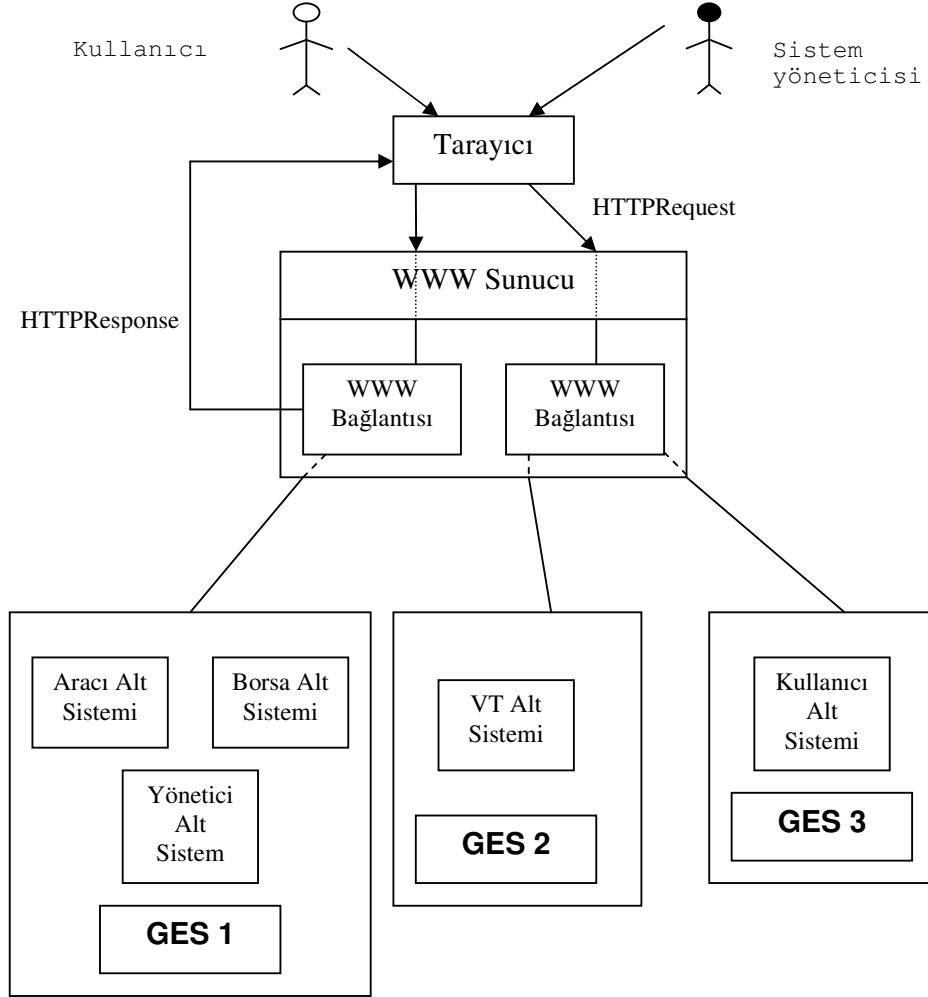 Kullanıcı
Sistem
yöneticisi
Tarayıcı
HTTPRequest
WWW Sunucu
HTTPResponse
WWW
Bağlantısı
WWW
Bağlantısı
Aracı Alt
Sistemi
Borsa Alt
Sistemi
Yönetici
Alt
Sistem
GES 1
VT Alt
Sistemi
GES 2
Kullanıcı
Alt
Sistemi
GES 3